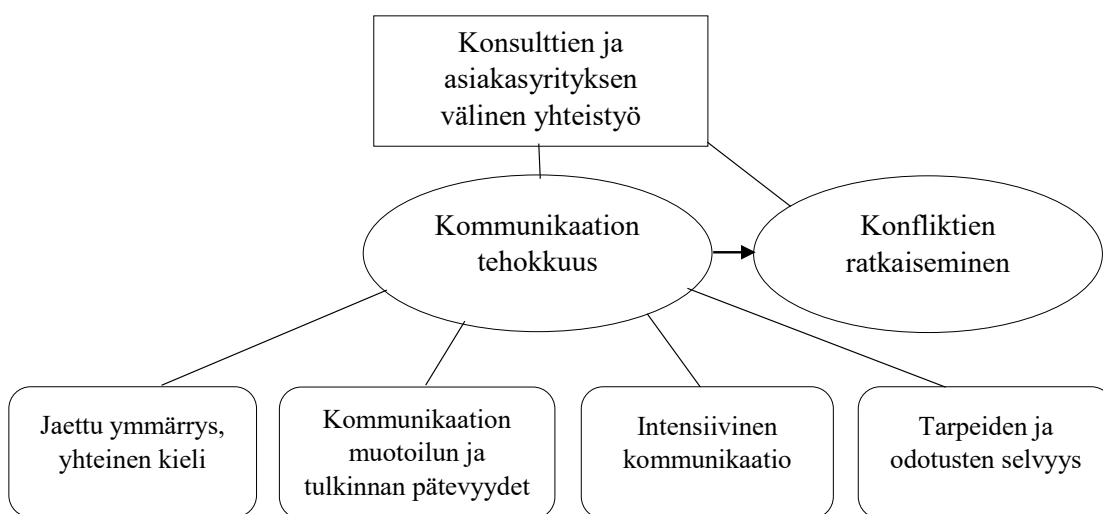 Konsulttien ja
asiakasyrityksen
välinen yhteistyö
Kommunikaation
tehokkuus
Konfliktien
ratkaiseminen
Jaettu ymmärrys,
yhteinen kieli
Kommunikaation
muotoilun ja
tulkinnan pätevyydet
Intensiivinen
kommunikaatio
Tarpeiden ja
odotusten selvyys